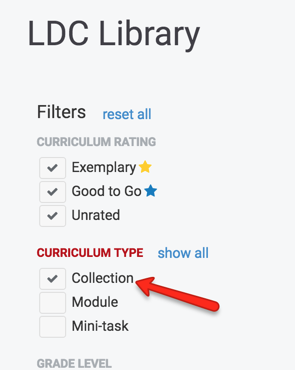 LDC Library
Filters reset all
CURRICULUM RATING
Exemplary
Good to Go
Unrated
CURRICULUM TYPE show all
Collection
Module
Mini-task
GRADE LEVEL